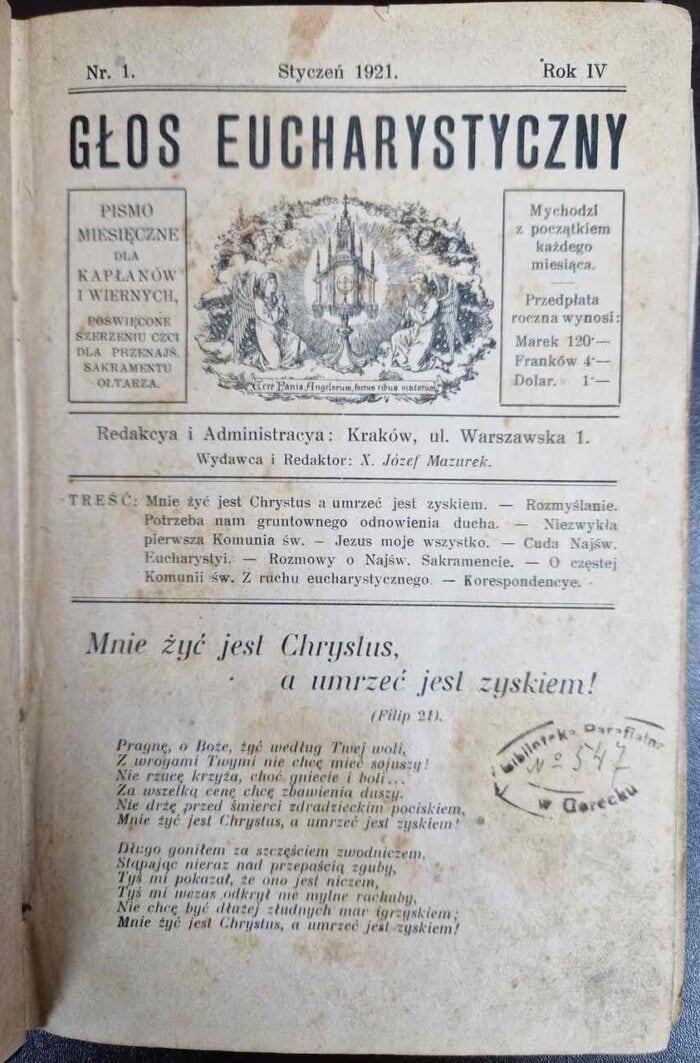 Nr. 1. Styczeń 1921. Rok IV
GŁOS EUCHARYSTYCZNY
PISMO
MIESIĘCZNE
DLA
KAPŁANÓW
I WIERNYCH,
POŚWIĘCONE
SZERZENIU CZCI
DLA PRZENAJŚ.
SAKRAMENTU
OŁTARZA.
Ecce Panis Angelorum, factus cibus viatorum
Mychodzi
z początkiem
każdego
miesiąca.
Przedpłata
roczna wynosi:
Marek 120·—
Franków 4·—
Dolar. 1·—
Redakcya i Administracya: Kraków, ul. Warszawska 1.
Wydawca i Redaktor: X. Józef Mazurek.
TREŚĆ: Mnie żyć jest Chrystus a umrzeć jest zyskiem. — Rozmyślanie.
Potrzeba nam gruntownego odnowienia ducha. — Niezwykła
pierwsza Komunia św. – Jezus moje wszystko. — Cuda Najśw.
Eucharystyi. — Rozmowy o Najśw. Sakramencie. — O częstej
Komunii św. Z ruchu eucharystycznego. — Korespondencye.
Mnie żyć jest Chrystus,
a umrzeć jest zyskiem!
(Filip 21).
Pragnę, o Boże, żyć według Twej woli,
Z wrogami Twymi nie chcę mieć sojuszy!
Nie rzucę krzyża, choć gniecie i boli...
Za wszelką cenę chcę zbawienia duszy.
Nie drżę przed śmierci zdradzieckim pociskiem,
Mnie żyć jest Chrystus, a umrzeć jest zyskiem!
Długo goniłem za szczęściem zwodniczem,
Stąpając nieraz nad przepaścią zguby,
Tyś mi pokazał, że ono jest niczem,
Tyś mi wczas odkrył me mylne rachuby,
Nie chcę być dłużej złudnych mar igrzyskiem;
Mnie żyć jest Chrystus, a umrzeć jest zyskiem!
Biblioteka Parafialna
No 547
w Gorecku